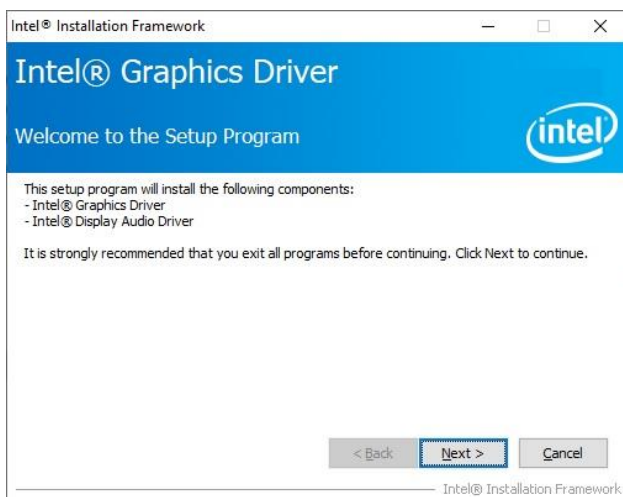 Intel® Installation Framework
Intel® Graphics Driver
Welcome to the Setup Program
intel
This setup program will install the following components:
- Intel® Graphics Driver
- Intel® Display Audio Driver
It is strongly recommended that you exit all programs before continuing. Click Next to continue.
< Back Next > Cancel
Intel® Installation Framework